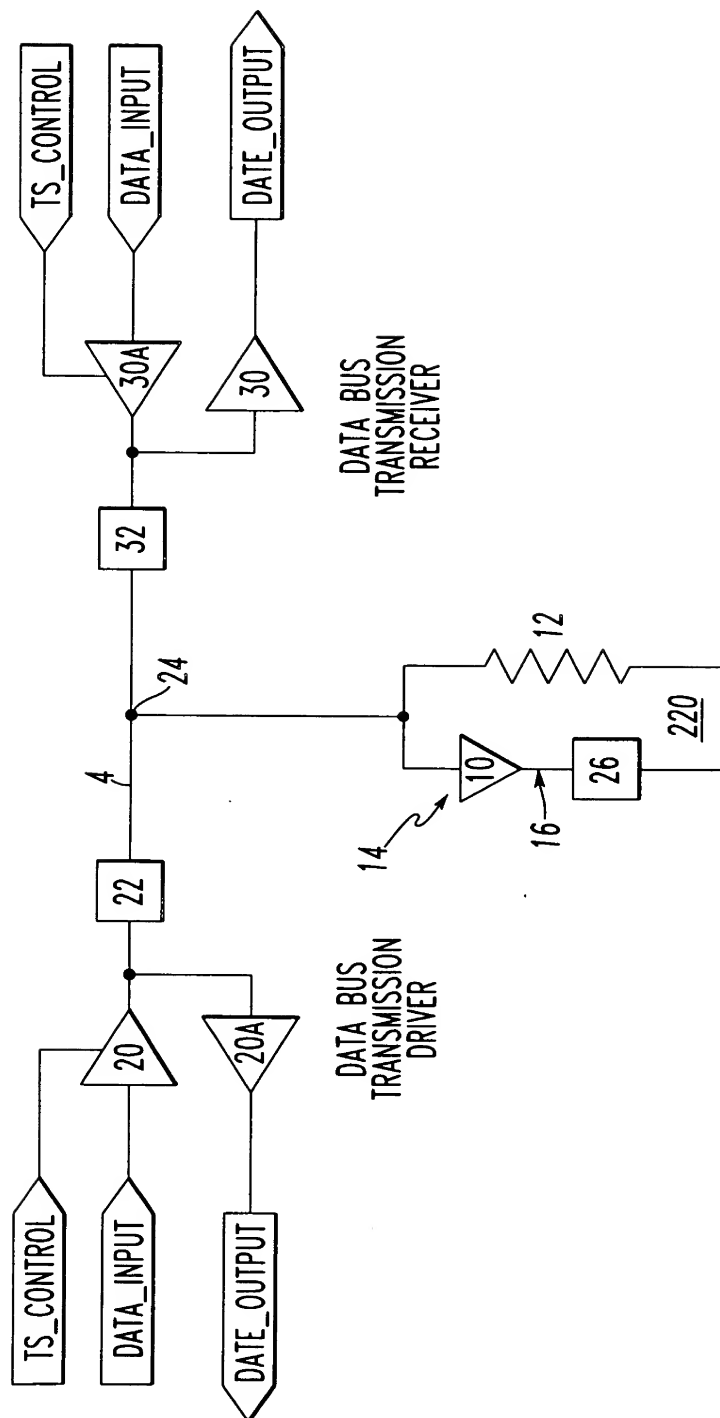 TS_CONTROL
DATA_INPUT
DATE_OUTPUT
20
20A
22
4
24
32
30A
30
TS_CONTROL
DATA_INPUT
DATE_OUTPUT
DATA BUS
TRANSMISSION
DRIVER
DATA BUS
TRANSMISSION
RECEIVER
14
10
16
26
12
220